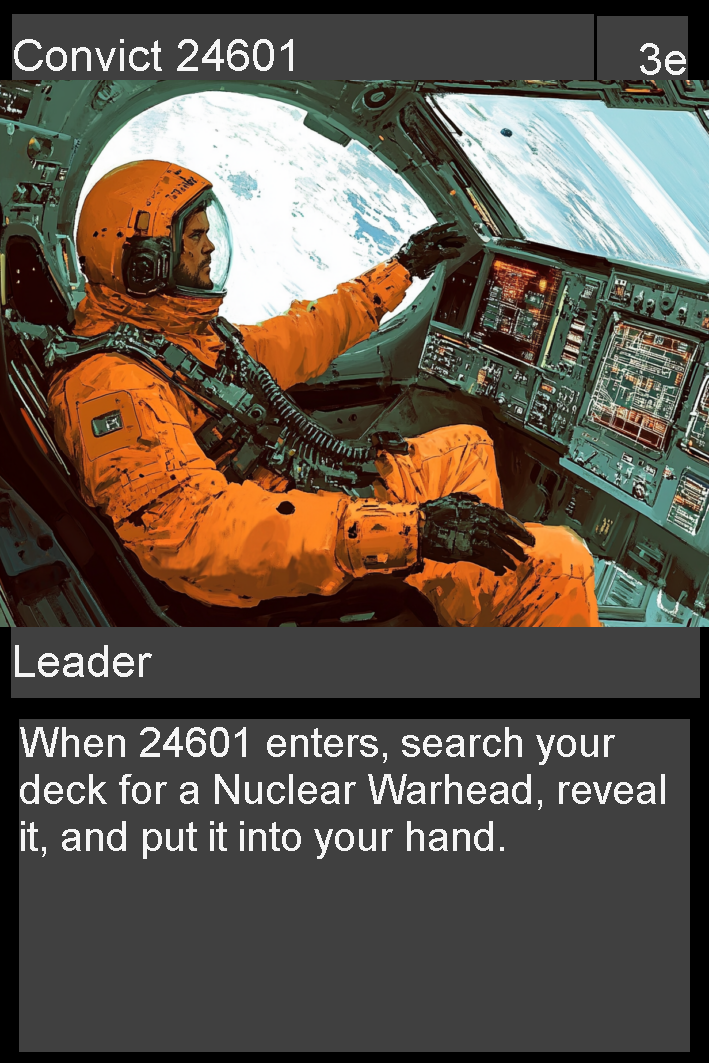 Convict 24601
3e
Leader
When 24601 enters, search your
deck for a Nuclear Warhead, reveal
it, and put it into your hand.